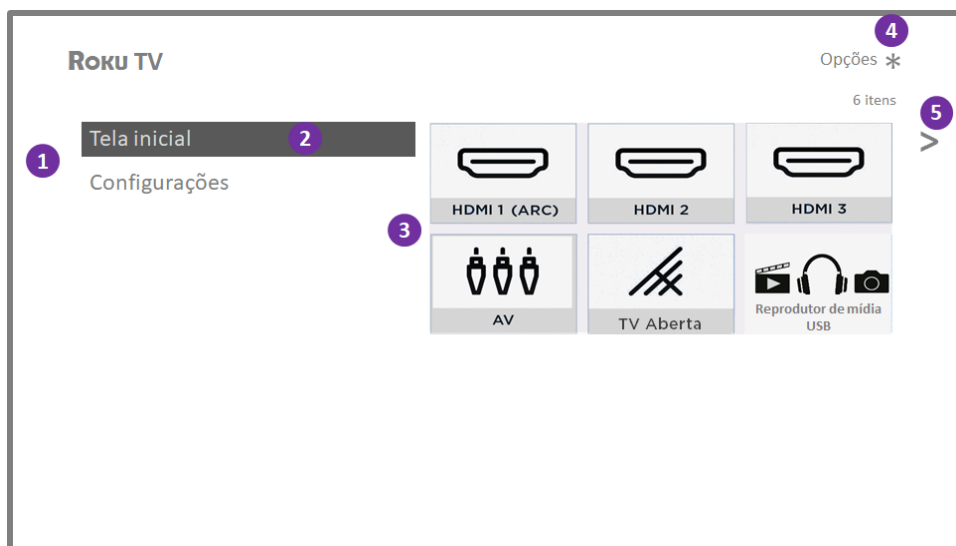 4
Roku TV
Opções *
6 itens
5
>
Tela inicial 2
1
Configurações
HDMI 1 (ARC)
HDMI 2
HDMI 3
3
AV
TV Aberta
Reprodutor de mídia
USB